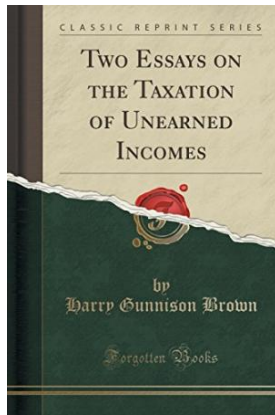 CLASSIC REPRINT SERIES
TWO ESSAYS ON
THE TAXATION
OF UNEARNED
INCOMES
by
Harry Gunnison Brown
Forgotten Books